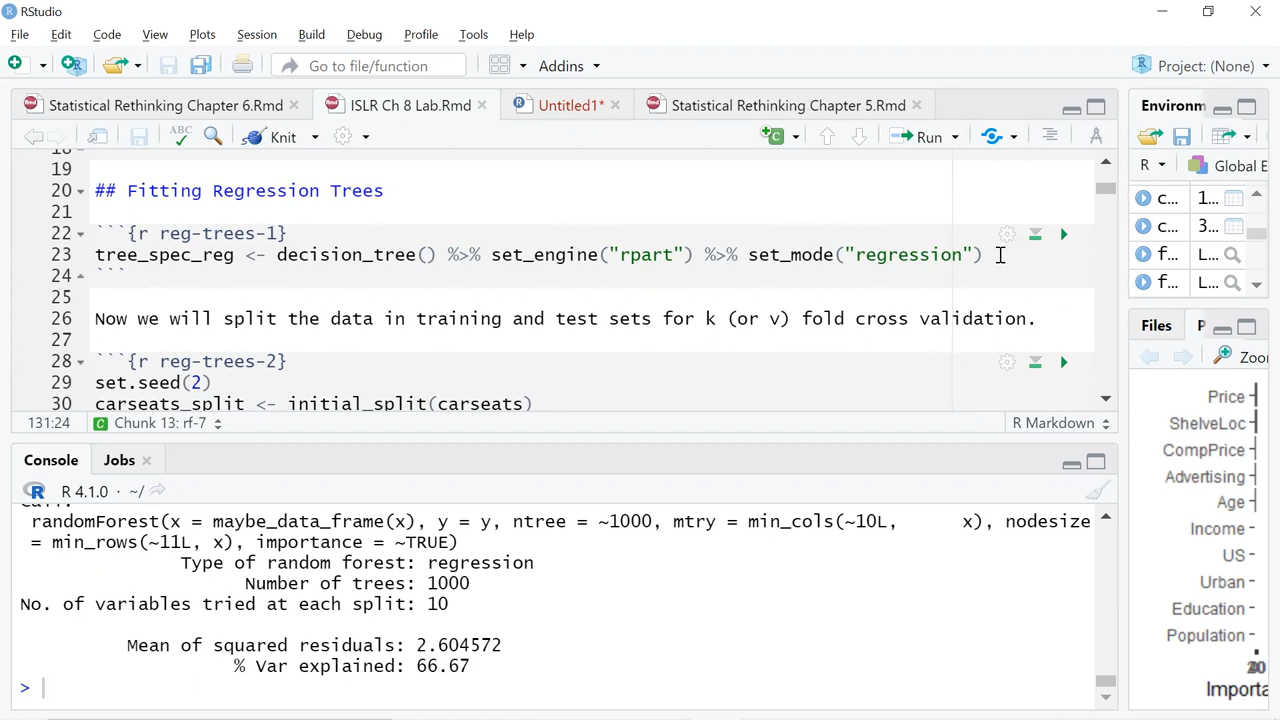 RStudio
File Edit Code View Plots Session Build Debug Profile Tools Help
Go to file/function Addins Project: (None)
Statistical Rethinking Chapter 6.Rmd ISLR Ch 8 Lab.Rmd Untitled1* Statistical Rethinking Chapter 5.Rmd
ABC Knit Run
18
19
20 ## Fitting Regression Trees
21
22 ```{r reg-trees-1}
23 tree_spec_reg <- decision_tree() %>% set_engine("rpart") %>% set_mode("regression")
24 ```
25
26 Now we will split the data in training and test sets for k (or v) fold cross validation.
27
28 ```{r reg-trees-2}
29 set.seed(2)
30 carseats_split <- initial_split(carseats)
131:24 C Chunk 13: rf-7 R Markdown
Console Jobs
R 4.1.0 · ~/
Call:
randomForest(x = maybe_data_frame(x), y = y, ntree = ~1000, mtry = min_cols(~10L,      x), nodesize
= min_rows(~11L, x), importance = ~TRUE)
Type of random forest: regression
Number of trees: 1000
No. of variables tried at each split: 10
Mean of squared residuals: 2.604572
% Var explained: 66.67
>
Environm
R Global E
c... 1...
c... 3...
f... L...
f... L...
Files P
Zoo
Price
ShelveLoc
CompPrice
Advertising
Age
Income
US
Urban
Education
Population
Importa